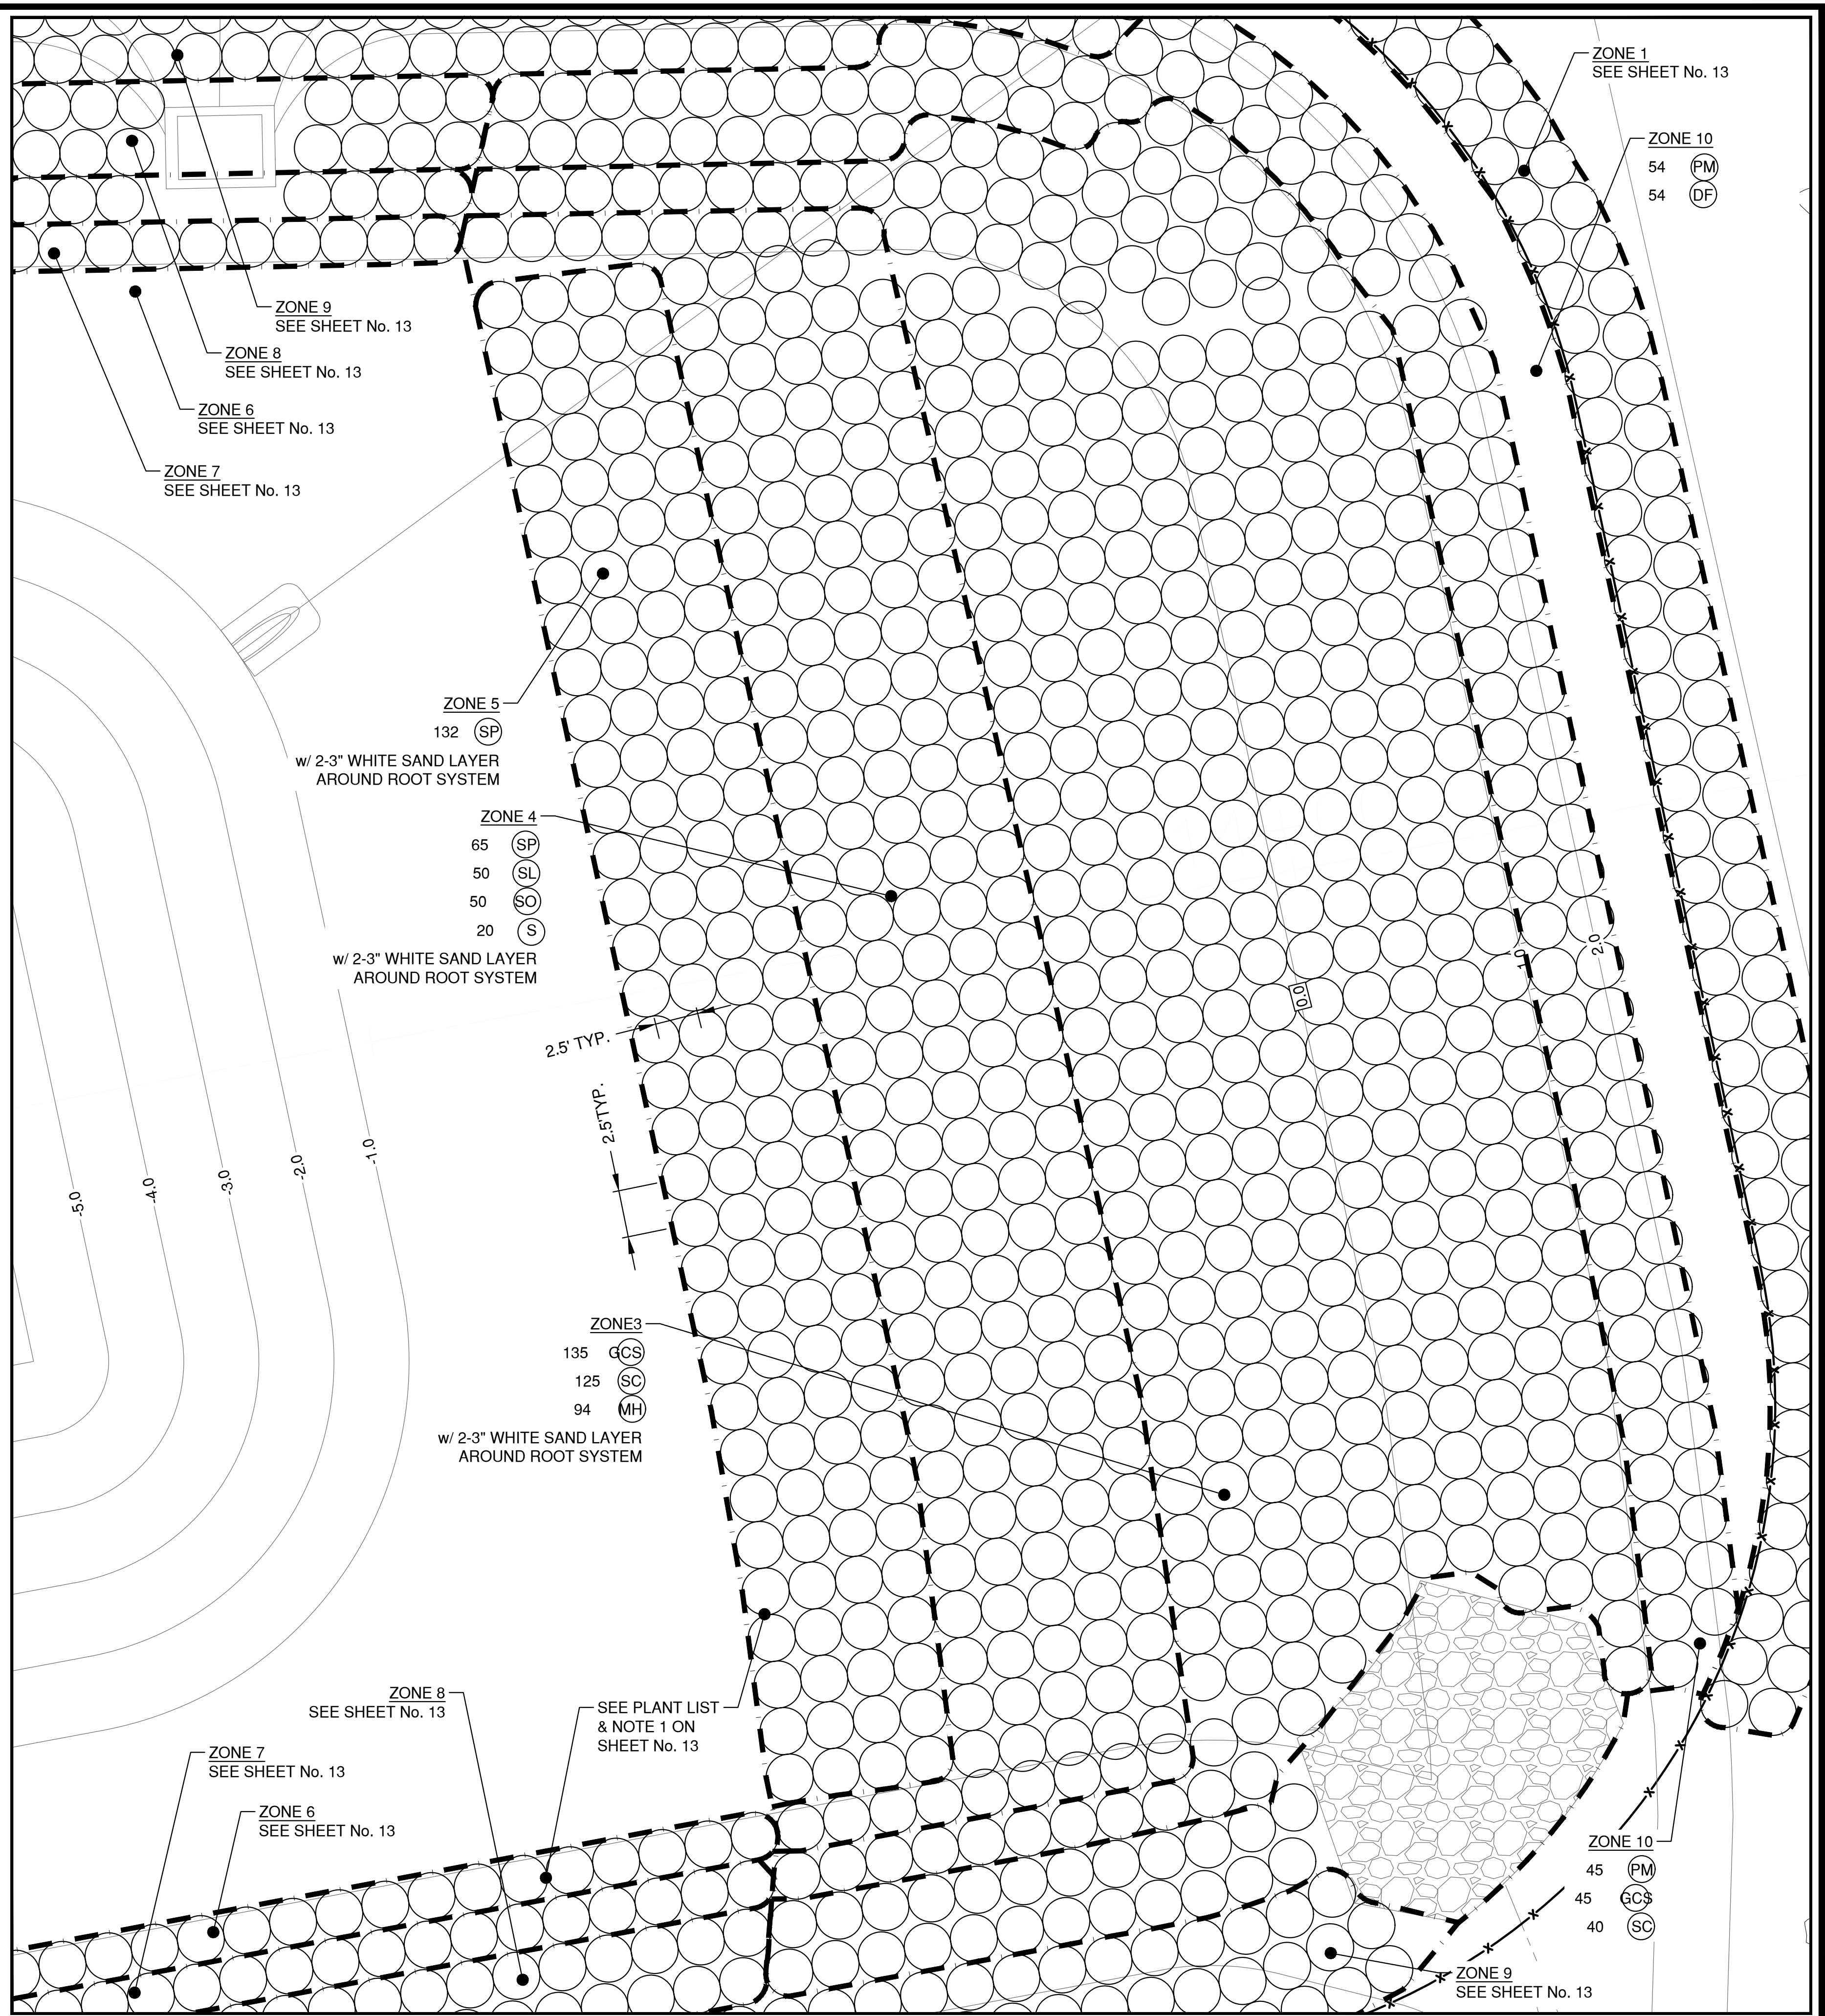 ZONE 1
SEE SHEET No. 13
ZONE 10
54 PM
54 DF
ZONE 9
SEE SHEET No. 13
ZONE 8
SEE SHEET No. 13
ZONE 6
SEE SHEET No. 13
ZONE 7
SEE SHEET No. 13
ZONE 5
132 SP
w/ 2-3" WHITE SAND LAYER
AROUND ROOT SYSTEM
ZONE 4
65 SP
50 SL
50 SO
20 S
w/ 2-3" WHITE SAND LAYER
AROUND ROOT SYSTEM
1.0
2.0
0.0
2.5' TYP.
2.5'TYP.
-5.0
-4.0
-3.0
-2.0
-1.0
ZONE3
135 GCS
125 SC
94 MH
w/ 2-3" WHITE SAND LAYER
AROUND ROOT SYSTEM
ZONE 8
SEE SHEET No. 13
SEE PLANT LIST
& NOTE 1 ON
SHEET No. 13
ZONE 7
SEE SHEET No. 13
ZONE 6
SEE SHEET No. 13
ZONE 10
45 PM
45 GCS
40 SC
ZONE 9
SEE SHEET No. 13